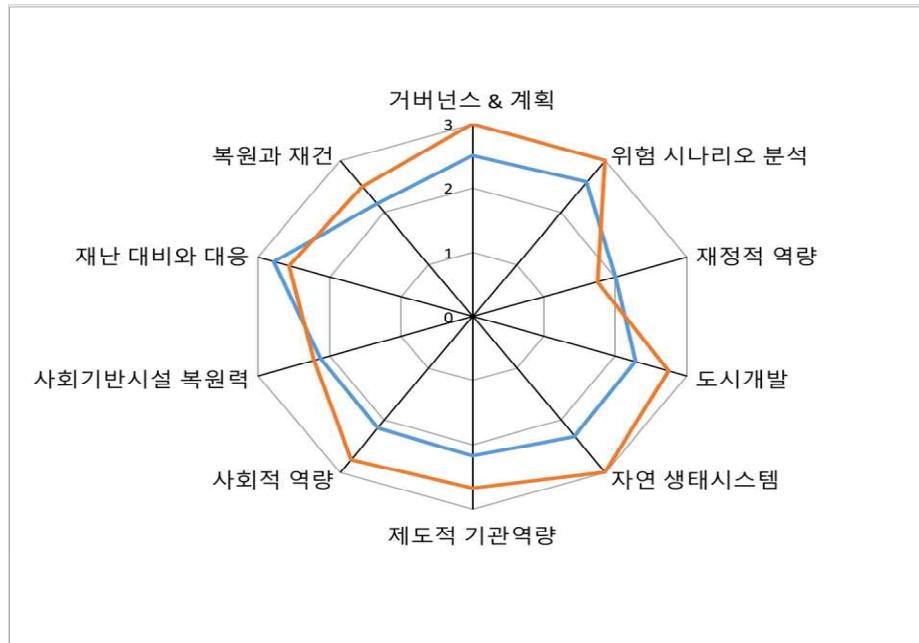 거버넌스 & 계획
3
복원과 재건
위험 시나리오 분석
2
재난 대비와 대응
재정적 역량
1
0
사회기반시설 복원력
도시개발
사회적 역량
자연 생태시스템
제도적 기관역량